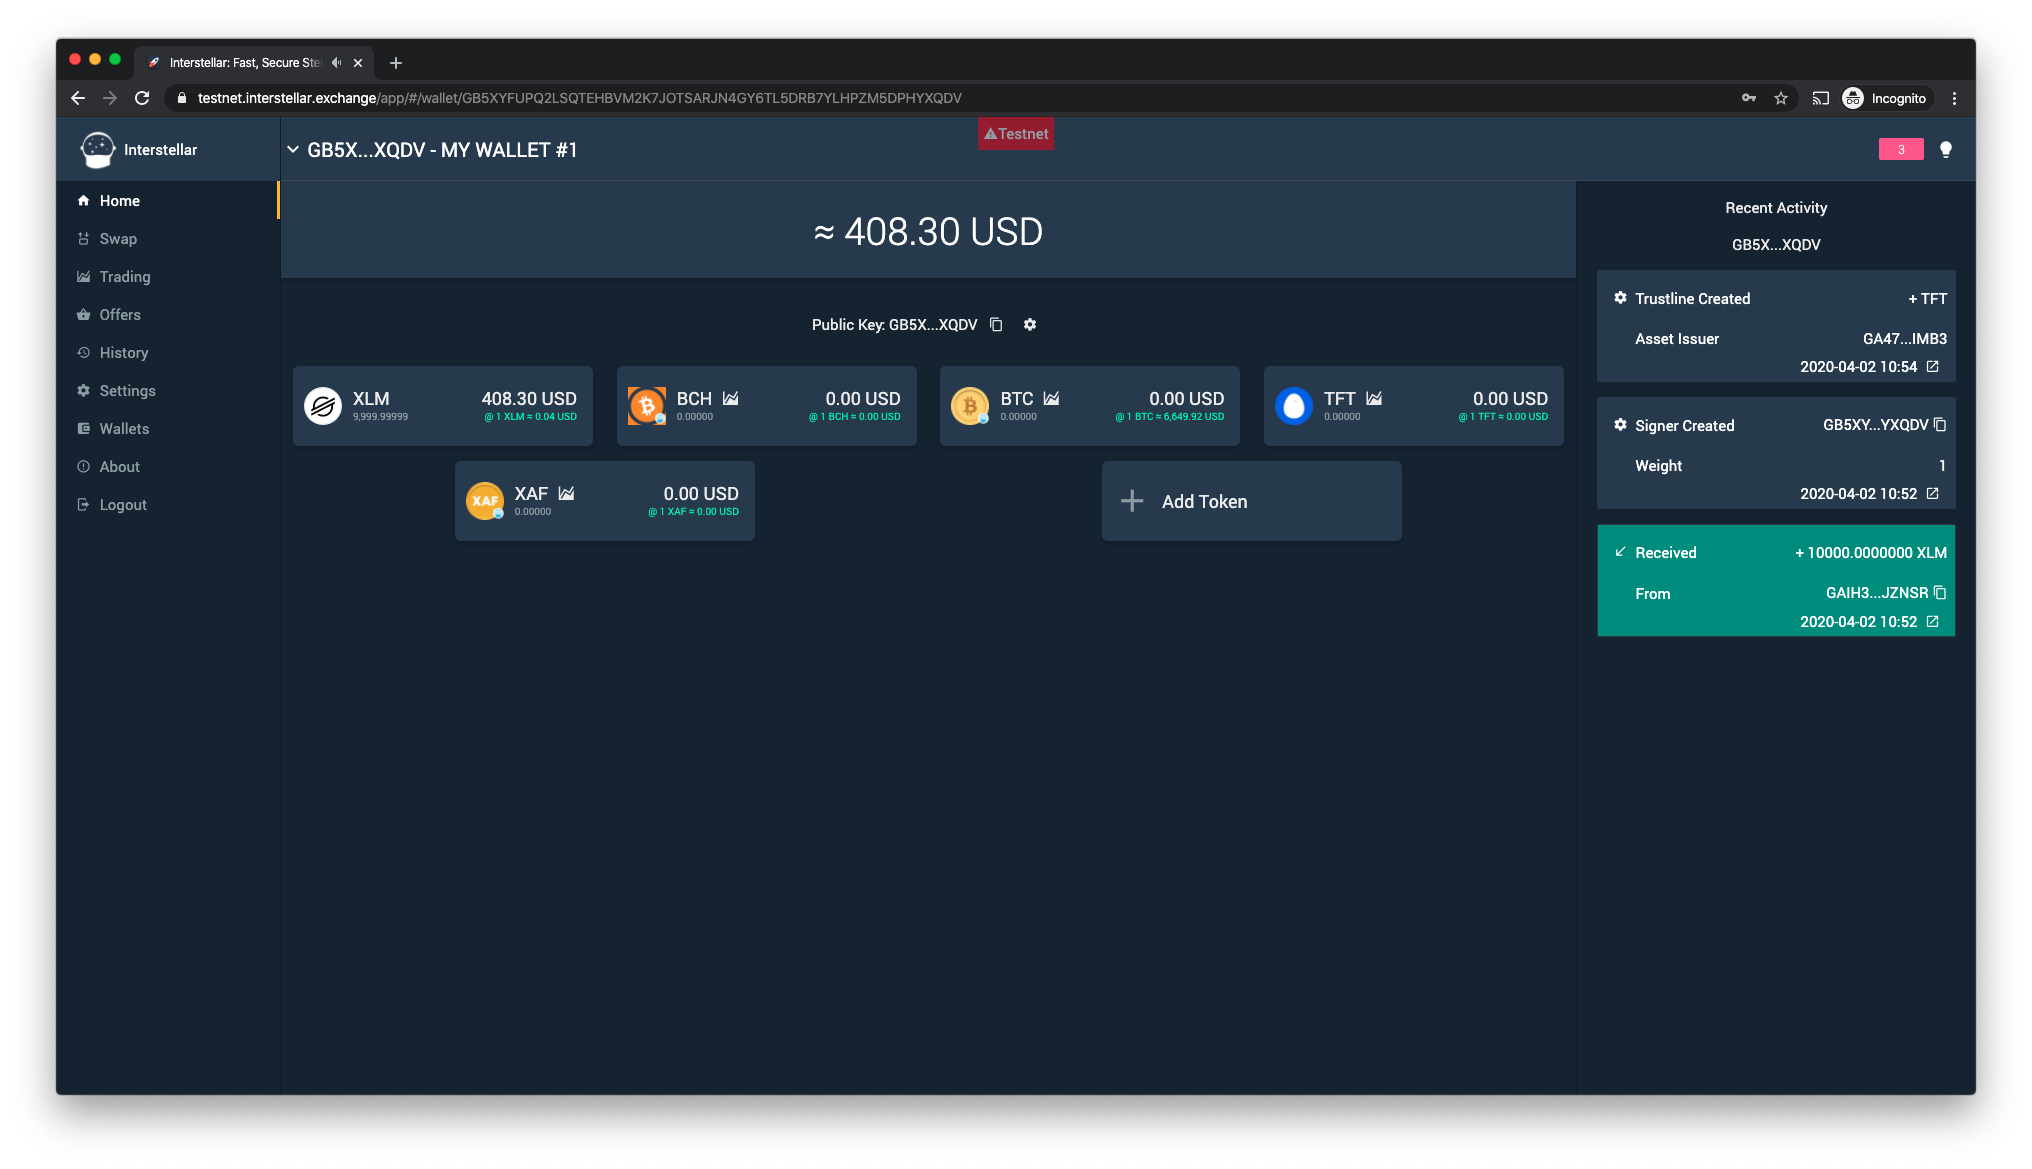 Interstellar: Fast, Secure Ste
testnet.interstellar.exchange/app/#/wallet/GB5XYFUPQ2LSQTEHBVM2K7JOTSARJN4GY6TL5DRB7YLHPZM5DPHYXQDV
Incognito
Interstellar
GB5X...XQDV - MY WALLET #1
Testnet
3
Home
Swap
Trading
Offers
History
Settings
Wallets
About
Logout
≈ 408.30 USD
Public Key: GB5X...XQDV
XLM 408.30 USD
9,999.99999 @ 1 XLM ≈ 0.04 USD
BCH 0.00 USD
0.00000 @ 1 BCH ≈ 0.00 USD
BTC 0.00 USD
0.00000 @ 1 BTC ≈ 6,649.92 USD
TFT 0.00 USD
0.00000 @ 1 TFT ≈ 0.00 USD
XAF
XAF 0.00 USD
0.00000 @ 1 XAF ≈ 0.00 USD
Add Token
Recent Activity
GB5X...XQDV
Trustline Created + TFT
Asset Issuer GA47...IMB3
2020-04-02 10:54
Signer Created GB5XY...YXQDV
Weight 1
2020-04-02 10:52
Received + 10000.0000000 XLM
From GAIH3...JZNSR
2020-04-02 10:52